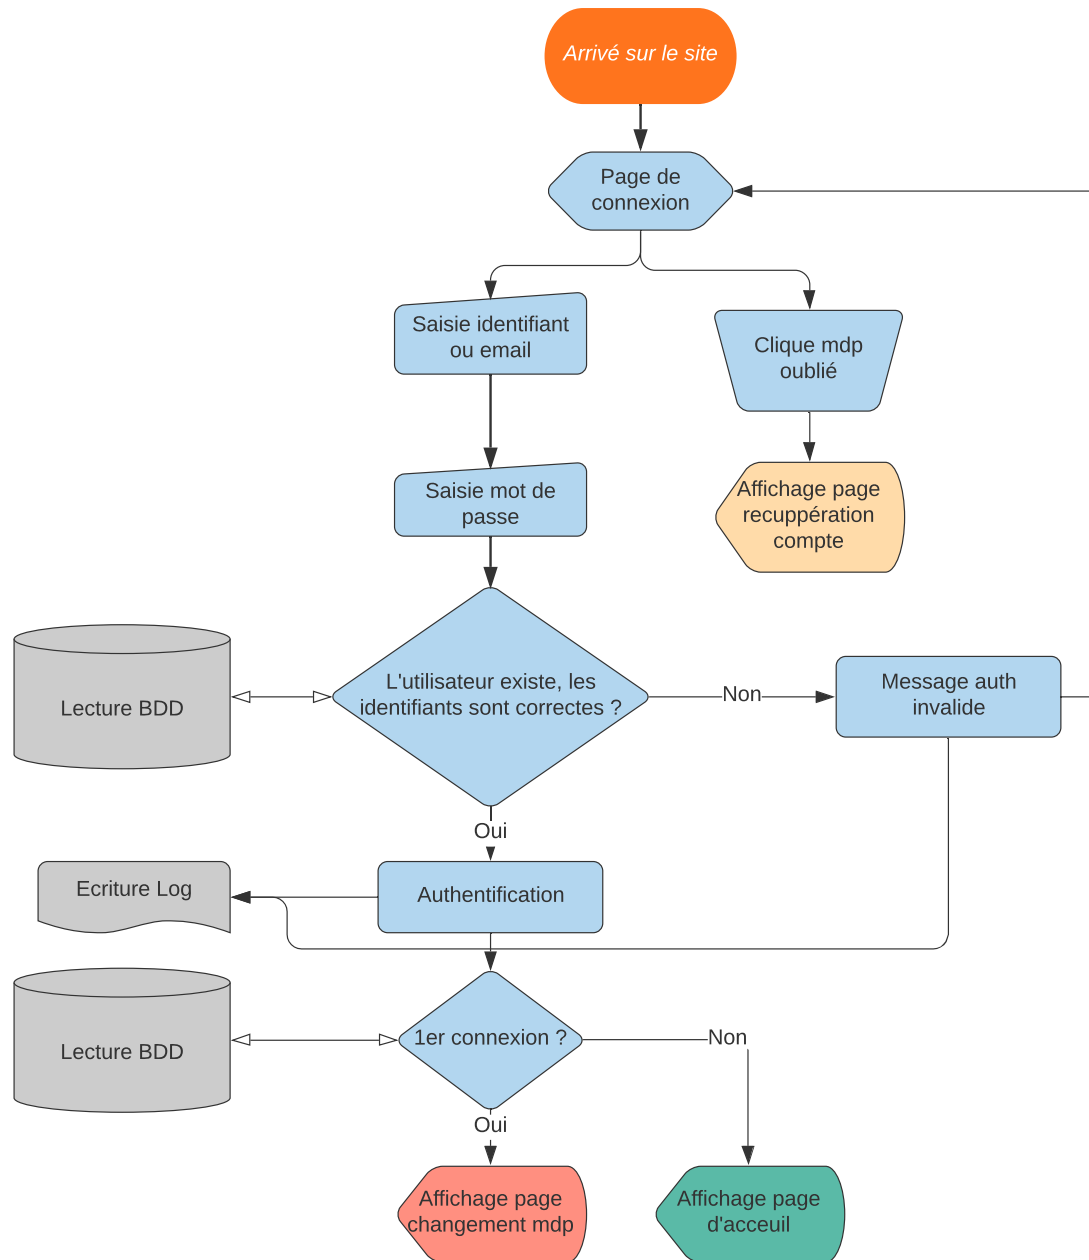 Arrivé sur le site
Page de
connexion
Saisie identifiant
ou email
Clique mdp
oublié
Saisie mot de
passe
Affichage page
recuppération
compte
Lecture BDD
L'utilisateur existe, les
identifiants sont correctes ?
Non
Message auth
invalide
Oui
Ecriture Log
Authentification
Lecture BDD
1er connexion ?
Non
Oui
Affichage page
changement mdp
Affichage page
d'acceuil